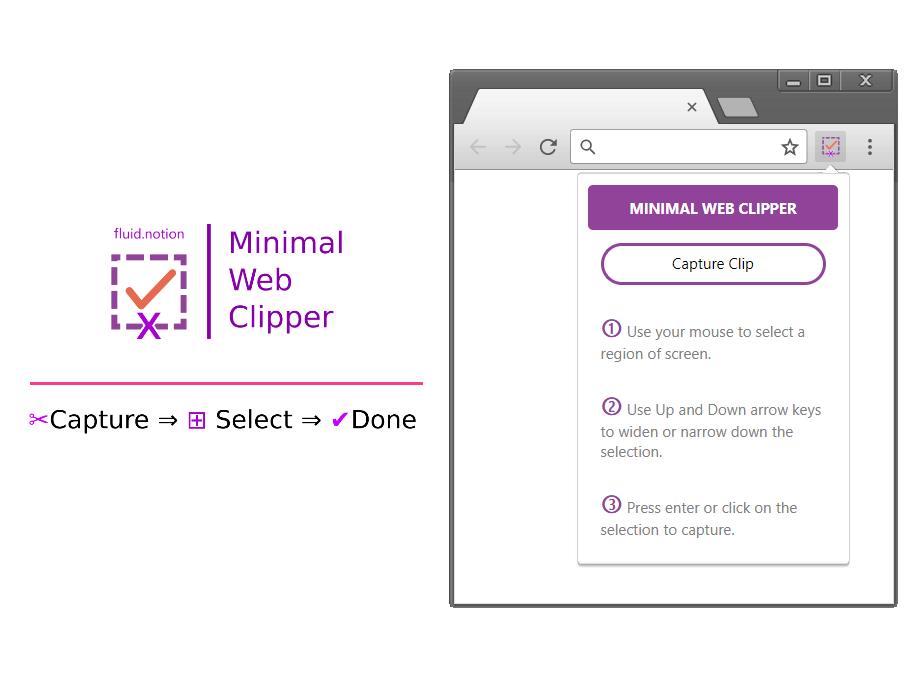 fluid.notion
Minimal
Web
Clipper
✂Capture ⇒ ⊞ Select ⇒ ✔Done
MINIMAL WEB CLIPPER
Capture Clip
① Use your mouse to select a
region of screen.
② Use Up and Down arrow keys
to widen or narrow down the
selection.
③ Press enter or click on the
selection to capture.